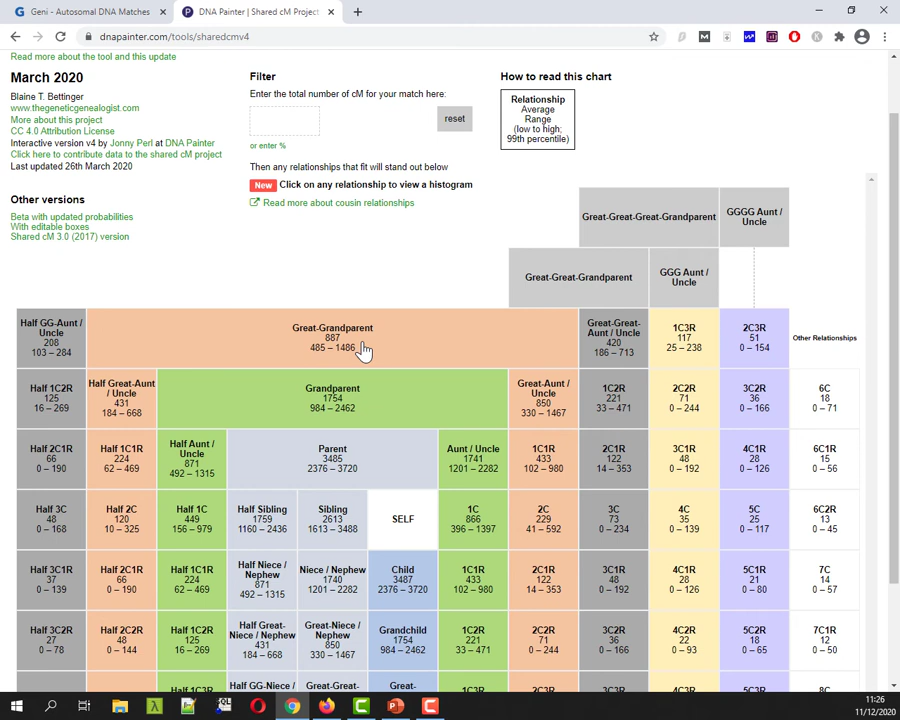 Geni - Autosomal DNA Matches
DNA Painter | Shared cM Project
dnapainter.com/tools/sharedcmv4
Read more about the tool and this update
March 2020
Blaine T. Bettinger
www.thegeneticgenealogist.com
More about this project
CC 4.0 Attribution License
Interactive version v4 by Jonny Perl at DNA Painter
Click here to contribute data to the shared cM project
Last updated 26th March 2020
Other versions
Beta with updated probabilities
With editable boxes
Shared cM 3.0 (2017) version
Filter
Enter the total number of cM for your match here:
reset
or enter %
Then any relationships that fit will stand out below
New Click on any relationship to view a histogram
Read more about cousin relationships
How to read this chart
Relationship
Average
Range
(low to high;
99th percentile)
Great-Great-Great-Grandparent
GGGG Aunt /
Uncle
Great-Great-Grandparent
GGG Aunt /
Uncle
Half GG-Aunt /
Uncle
208
103 – 284
Great-Grandparent
887
485 – 1486
Great-Great-
Aunt / Uncle
420
186 – 713
1C3R
117
25 – 238
2C3R
51
0 – 154
Other Relationships
Half 1C2R
125
16 – 269
Half Great-Aunt
/ Uncle
431
184 – 668
Grandparent
1754
984 – 2462
Great-Aunt /
Uncle
850
330 – 1467
1C2R
221
33 – 471
2C2R
71
0 – 244
3C2R
36
0 – 166
6C
18
0 – 71
Half 2C1R
66
0 – 190
Half 1C1R
224
62 – 469
Half Aunt /
Uncle
871
492 – 1315
Parent
3485
2376 – 3720
Aunt / Uncle
1741
1201 – 2282
1C1R
433
102 – 980
2C1R
122
14 – 353
3C1R
48
0 – 192
4C1R
28
0 – 126
6C1R
15
0 – 56
Half 3C
48
0 – 168
Half 2C
120
10 – 325
Half 1C
449
156 – 979
Half Sibling
1759
1160 – 2436
Sibling
2613
1613 – 3488
SELF
1C
866
396 – 1397
2C
229
41 – 592
3C
73
0 – 234
4C
35
0 – 139
5C
25
0 – 117
6C2R
13
0 – 45
Half 3C1R
37
0 – 139
Half 2C1R
66
0 – 190
Half 1C1R
224
62 – 469
Half Niece /
Nephew
871
492 – 1315
Niece / Nephew
1740
1201 – 2282
Child
3487
2376 – 3720
1C1R
433
102 – 980
2C1R
122
14 – 353
3C1R
48
0 – 192
4C1R
28
0 – 126
5C1R
21
0 – 80
7C
14
0 – 57
Half 3C2R
27
0 – 78
Half 2C2R
48
0 – 144
Half 1C2R
125
16 – 269
Half Great-
Niece / Nephew
431
184 – 668
Great-Niece /
Nephew
850
330 – 1467
Grandchild
1754
984 – 2462
1C2R
221
33 – 471
2C2R
71
0 – 244
3C2R
36
0 – 166
4C2R
22
0 – 93
5C2R
18
0 – 65
7C1R
12
0 – 50
Half GG-Niece /
Great-Great-
Great-
11:26
11/12/2020